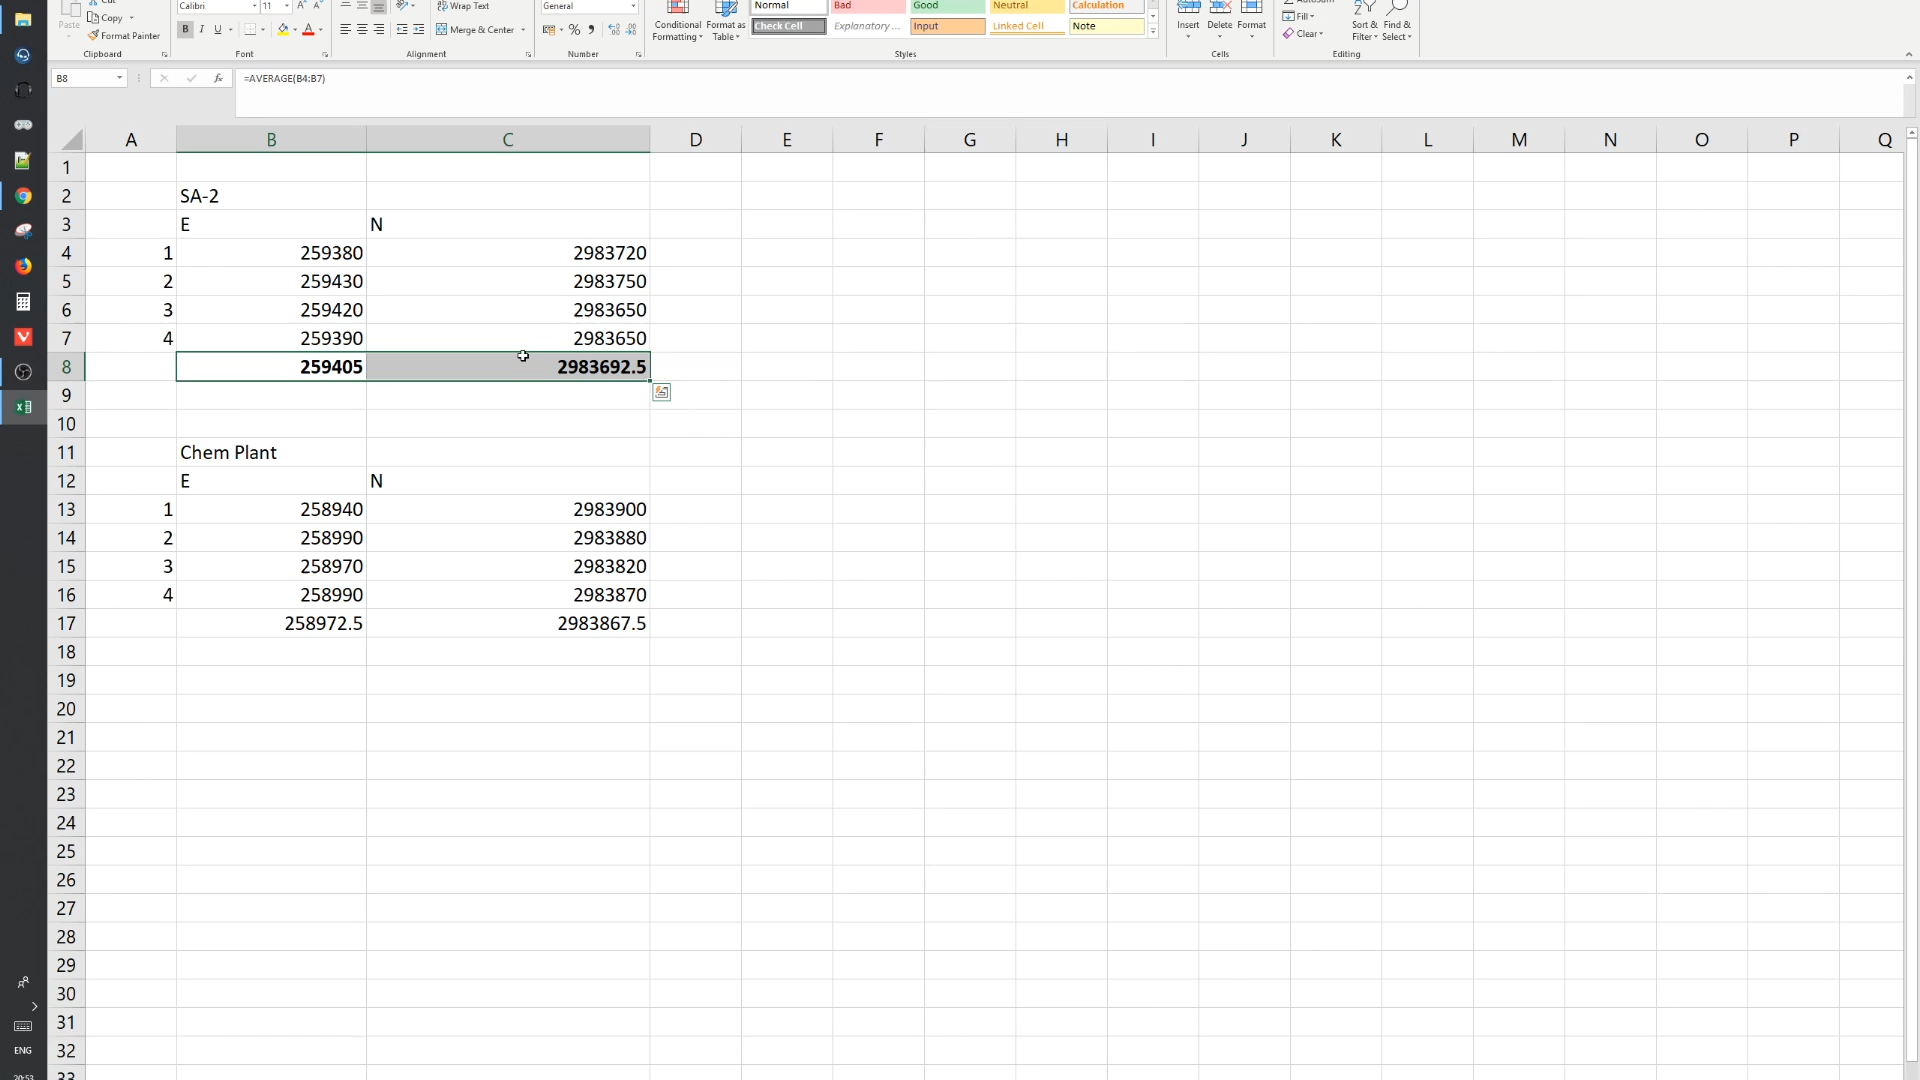 Paste
Cut
Copy
Format Painter
Clipboard
Calibri 11
B I U
Font
Wrap Text
Merge & Center
Alignment
General
% ,
Number
Conditional Formatting
Format as Table
Normal Bad Good Neutral Calculation
Check Cell Explanatory ... Input Linked Cell Note
Styles
Insert Delete Format
Cells
AutoSum
Fill
Clear
Sort & Filter
Find & Select
Editing
B8 fx =AVERAGE(B4:B7)
A B C D E F G H I J K L M N O P Q
1
2 SA-2
3 E N
4 1 259380 2983720
5 2 259430 2983750
6 3 259420 2983650
7 4 259390 2983650
8 259405 2983692.5
9
10
11 Chem Plant
12 E N
13 1 258940 2983900
14 2 258990 2983880
15 3 258970 2983820
16 4 258990 2983870
17 258972.5 2983867.5
18
19
20
21
22
23
24
25
26
27
28
29
30
31
32
33
ENG
20:53